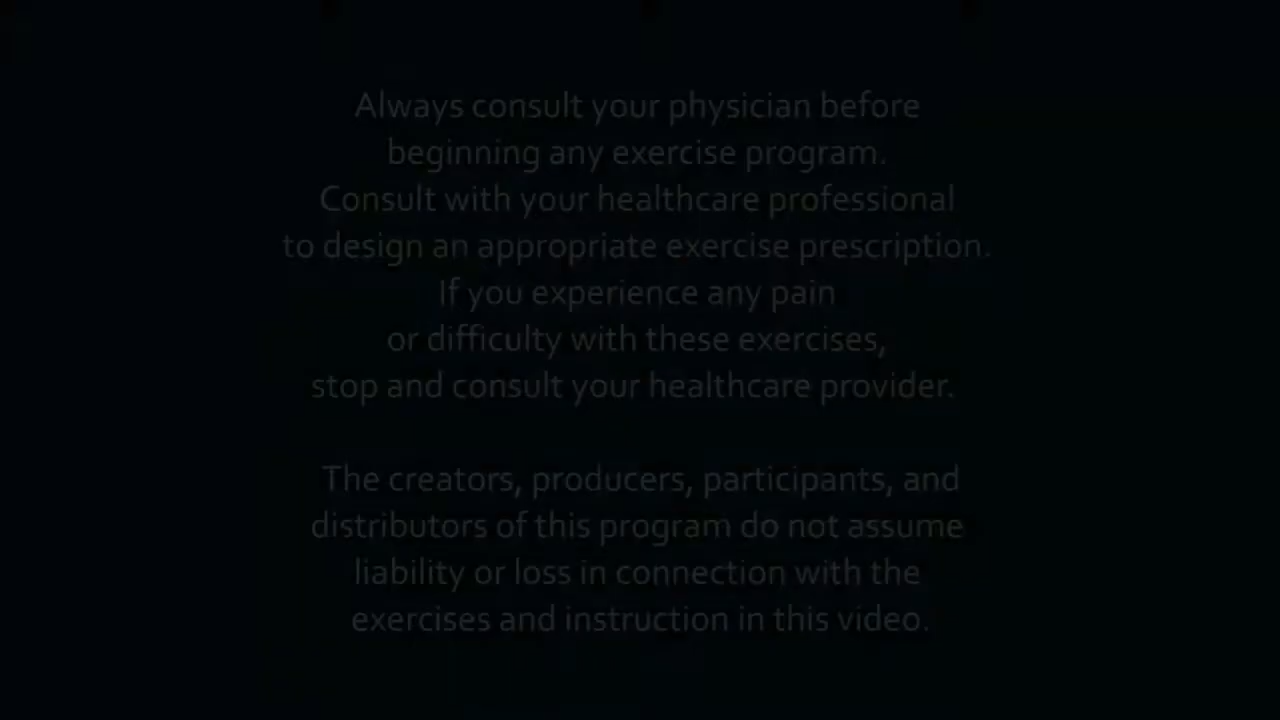 Always consult your physician before
beginning any exercise program.
Consult with your healthcare professional
to design an appropriate exercise prescription.
If you experience any pain
or difficulty with these exercises,
stop and consult your healthcare provider.
The creators, producers, participants, and
distributors of this program do not assume
liability or loss in connection with the
exercises and instruction in this video.